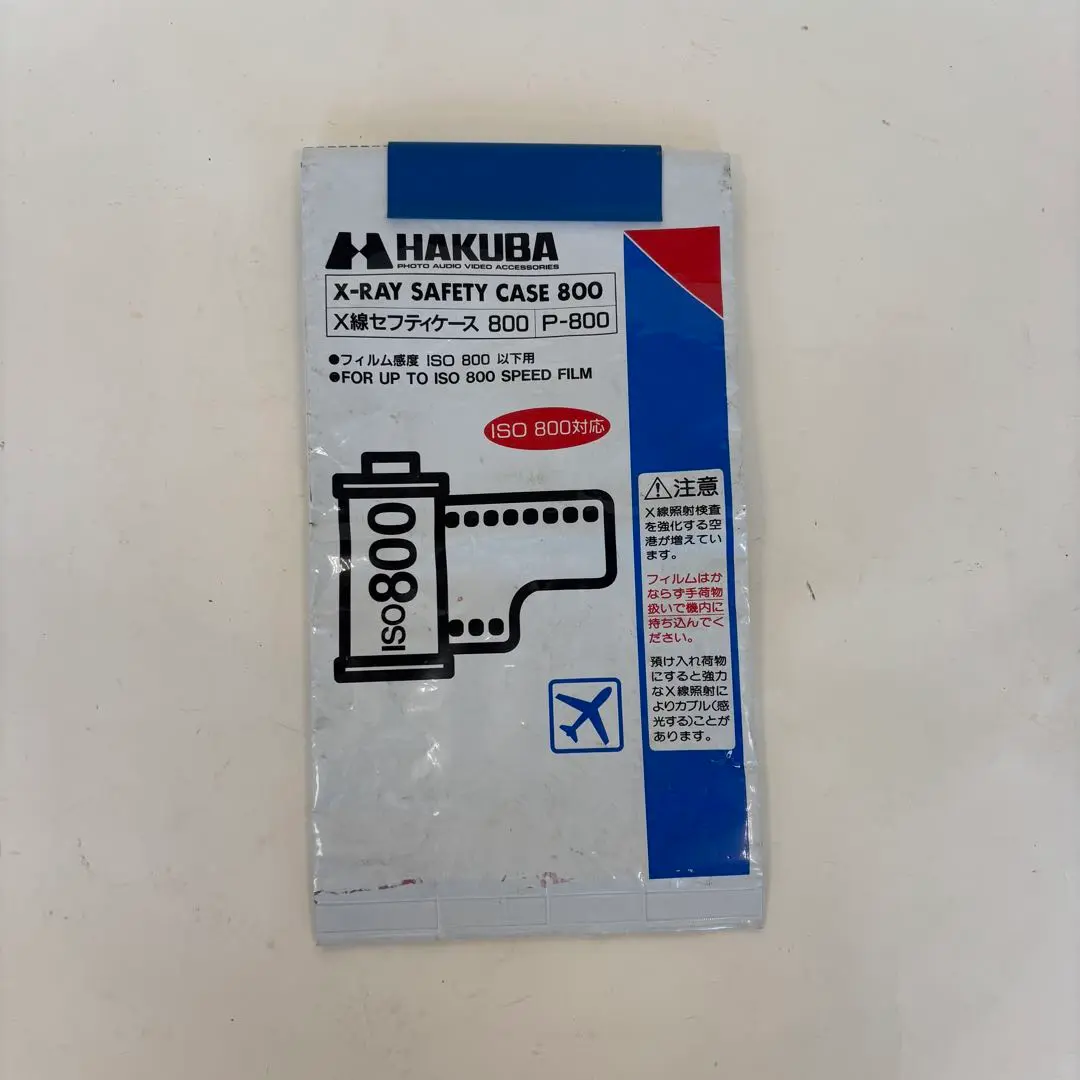 HAKUBA
PHOTO AUDIO VIDEO ACCESSORIES
X-RAY SAFETY CASE 800
X線セフティケース 800 P-800
●フィルム感度 ISO 800 以下用
●FOR UP TO ISO 800 SPEED FILM
ISO 800対応
ISO800
注意
X線照射検査
を強化する空
港が増えてい
ます。
フィルムはか
ならず手荷物
扱いで機内に
持ち込んでく
ださい。
預け入れ荷物
にすると強力
なX線照射に
よりカブル(感
光する)ことが
あります。